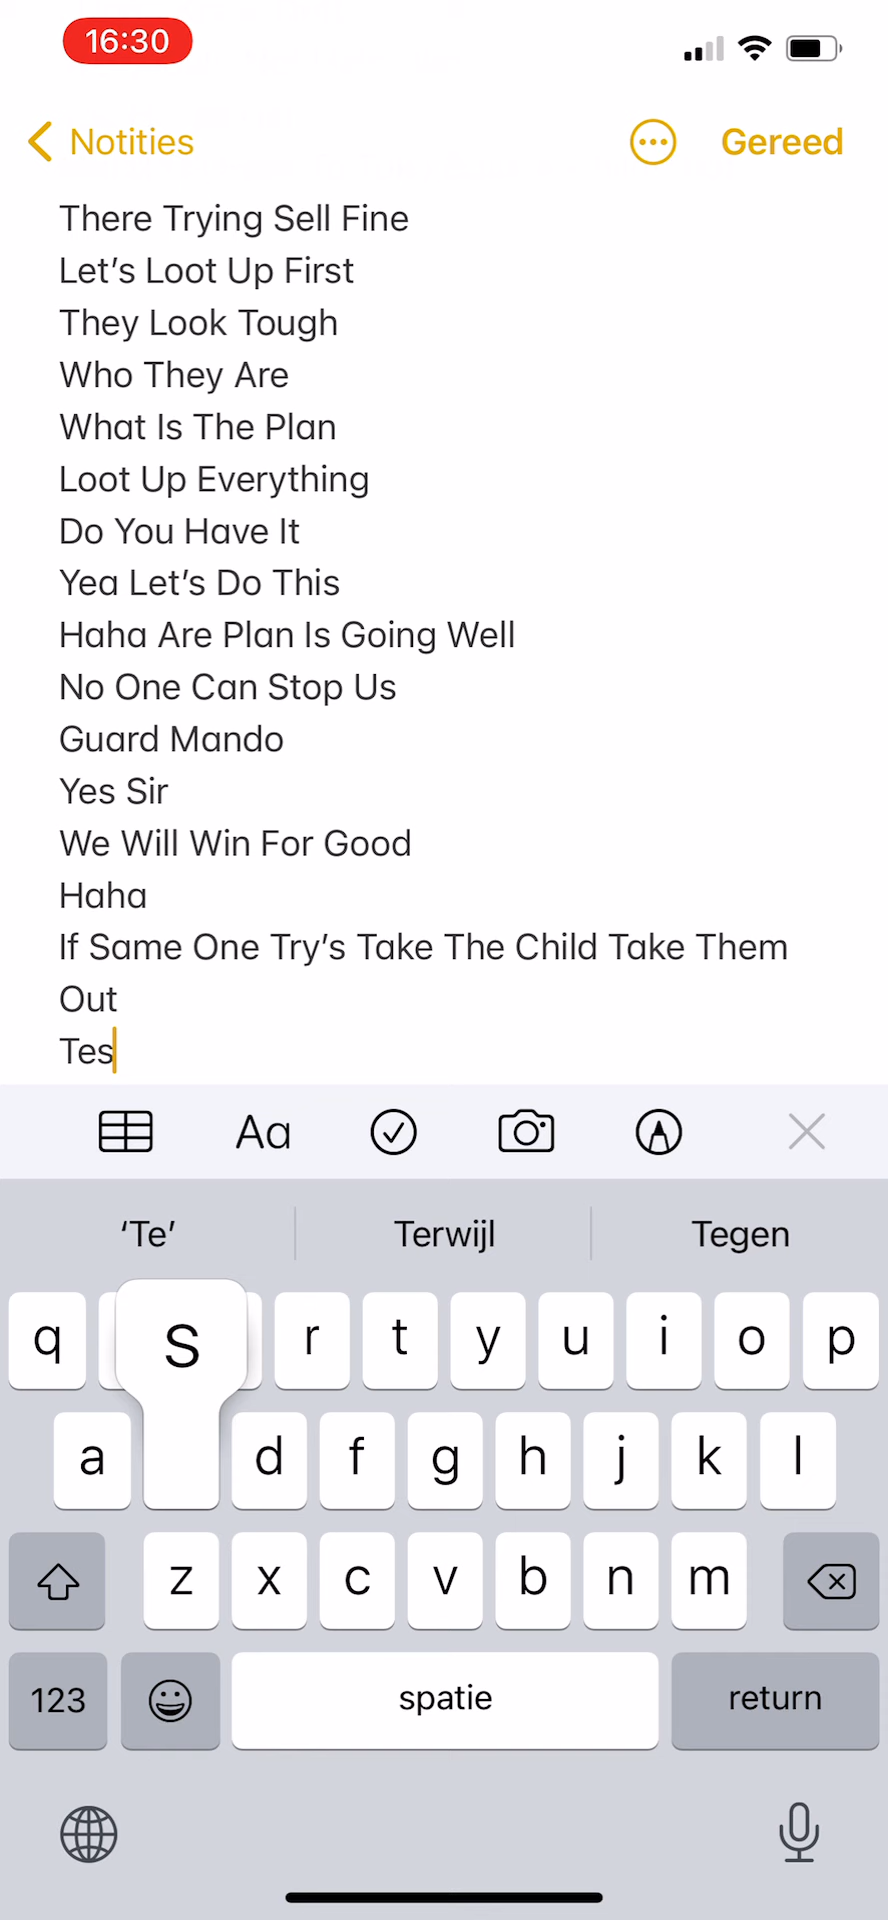 16:30
Notities
Gereed
There Trying Sell Fine
Let's Loot Up First
They Look Tough
Who They Are
What Is The Plan
Loot Up Everything
Do You Have It
Yea Let's Do This
Haha Are Plan Is Going Well
No One Can Stop Us
Guard Mando
Yes Sir
We Will Win For Good
Haha
If Same One Try's Take The Child Take Them
Out
Tes
Aa
‘Te’ Terwijl Tegen
q s r t y u i o p
a d f g h j k l
z x c v b n m
123 spatie return